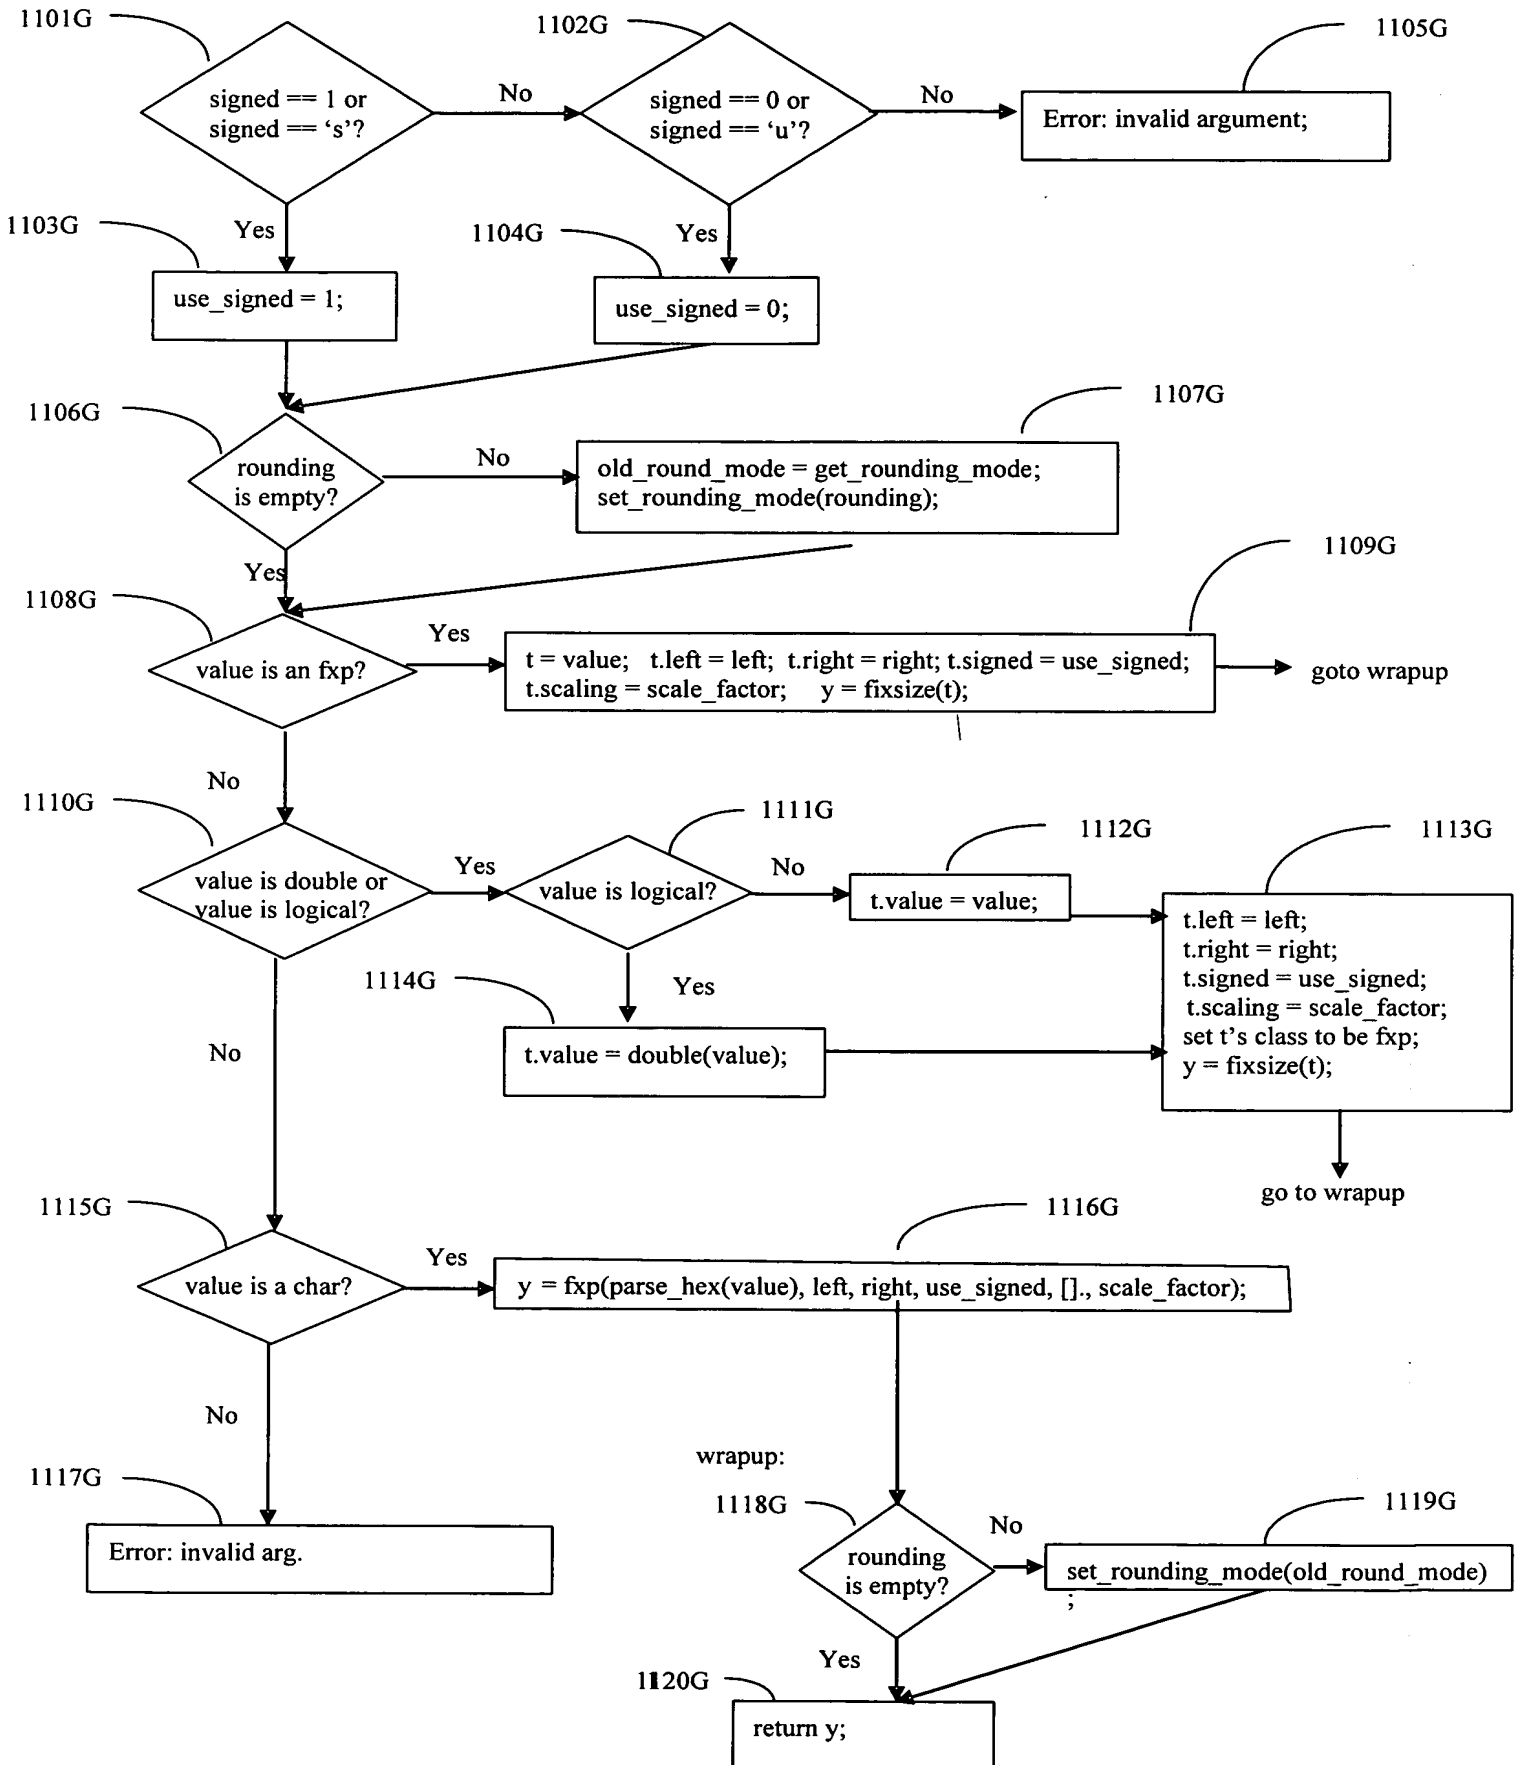 1101G
1102G
1105G
signed == 1 or
signed == ‘s’?
No
signed == 0 or
signed == ‘u’?
No
Error: invalid argument;
1103G
Yes
1104G
Yes
use_signed = 1;
use_signed = 0;
1106G
1107G
rounding
is empty?
No
old_round_mode = get_rounding_mode;
set_rounding_mode(rounding);
Yes
1109G
1108G
value is an fxp?
Yes
t = value; t.left = left; t.right = right; t.signed = use_signed;
t.scaling = scale_factor; y = fixsize(t);
goto wrapup
No
1110G
1111G
1112G
1113G
value is double or
value is logical?
Yes
value is logical?
No
t.value = value;
t.left = left;
t.right = right;
t.signed = use_signed;
t.scaling = scale_factor;
set t’s class to be fxp;
y = fixsize(t);
1114G
Yes
No
t.value = double(value);
go to wrapup
1115G
1116G
value is a char?
Yes
y = fxp(parse_hex(value), left, right, use_signed, []., scale_factor);
No
wrapup:
1117G
1118G
1119G
Error: invalid arg.
rounding
is empty?
No
set_rounding_mode(old_round_mode)
;
Yes
1120G
return y;